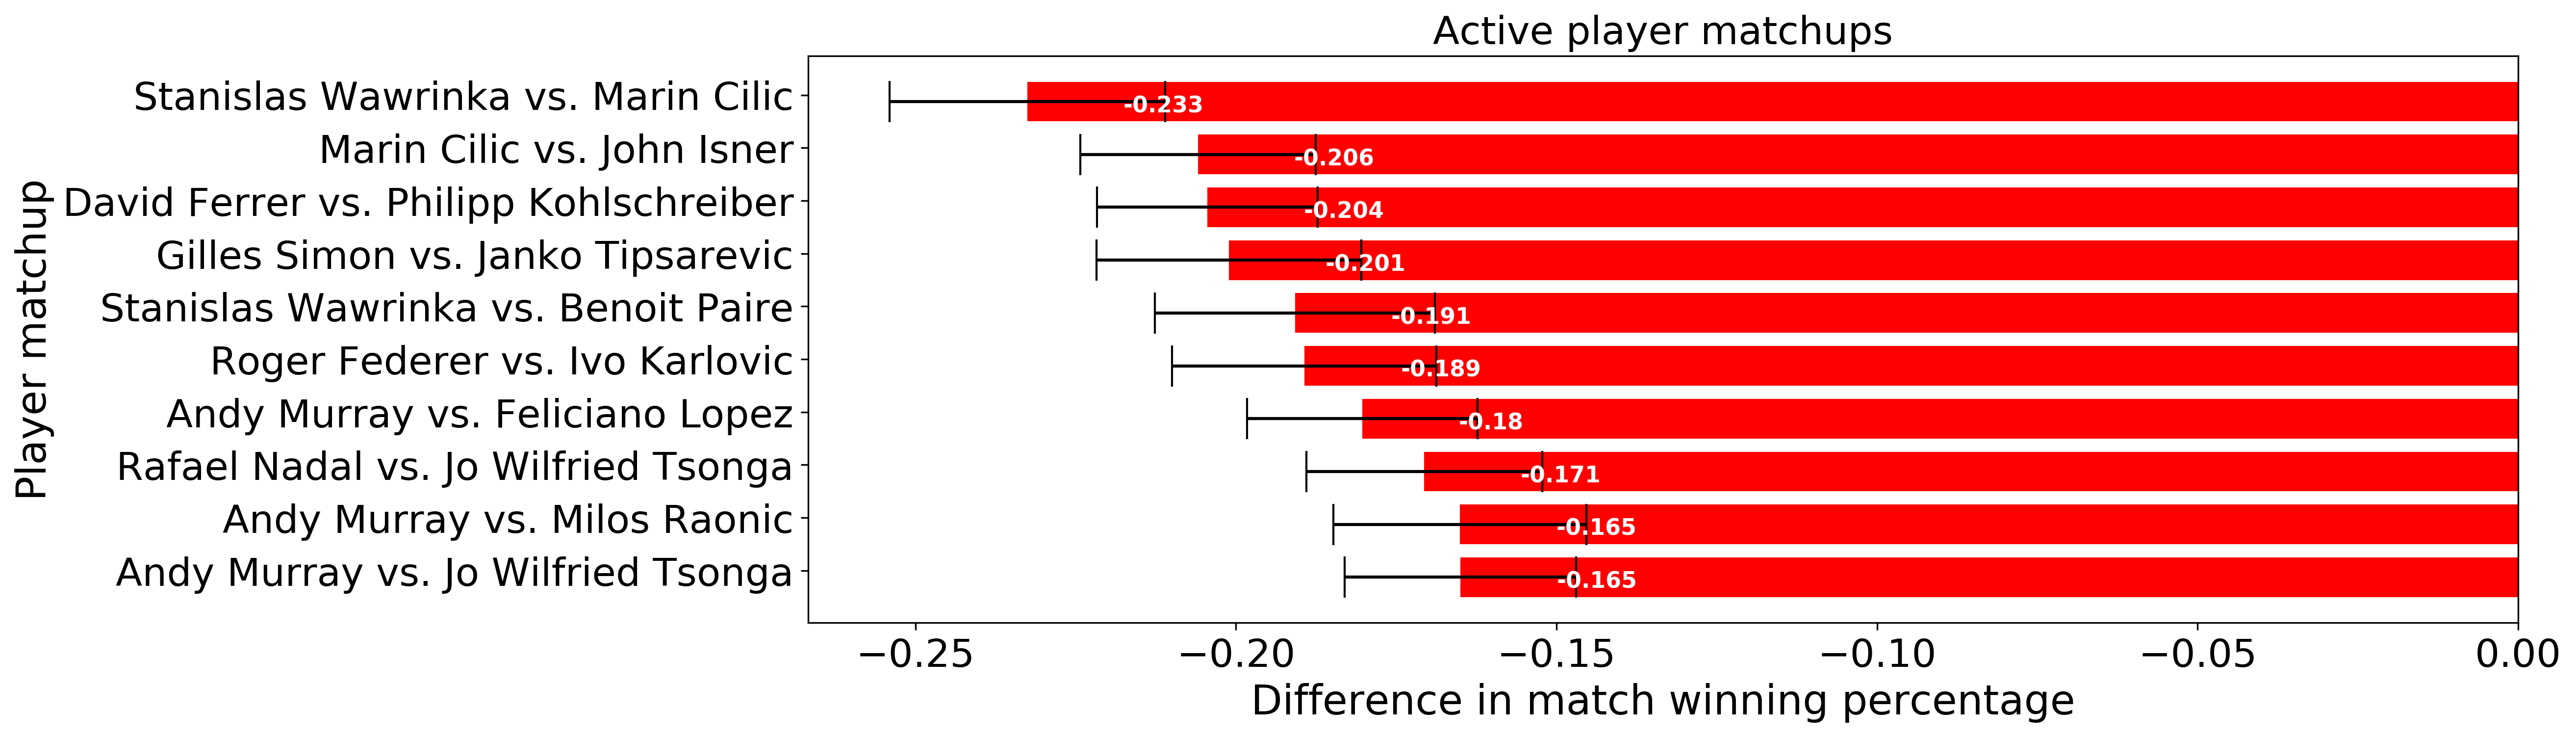 Active player matchups
Player matchup
Stanislas Wawrinka vs. Marin Cilic -0.233
Marin Cilic vs. John Isner -0.206
David Ferrer vs. Philipp Kohlschreiber -0.204
Gilles Simon vs. Janko Tipsarevic -0.201
Stanislas Wawrinka vs. Benoit Paire -0.191
Roger Federer vs. Ivo Karlovic -0.189
Andy Murray vs. Feliciano Lopez -0.18
Rafael Nadal vs. Jo Wilfried Tsonga -0.171
Andy Murray vs. Milos Raonic -0.165
Andy Murray vs. Jo Wilfried Tsonga -0.165
−0.25 −0.20 −0.15 −0.10 −0.05 0.00
Difference in match winning percentage